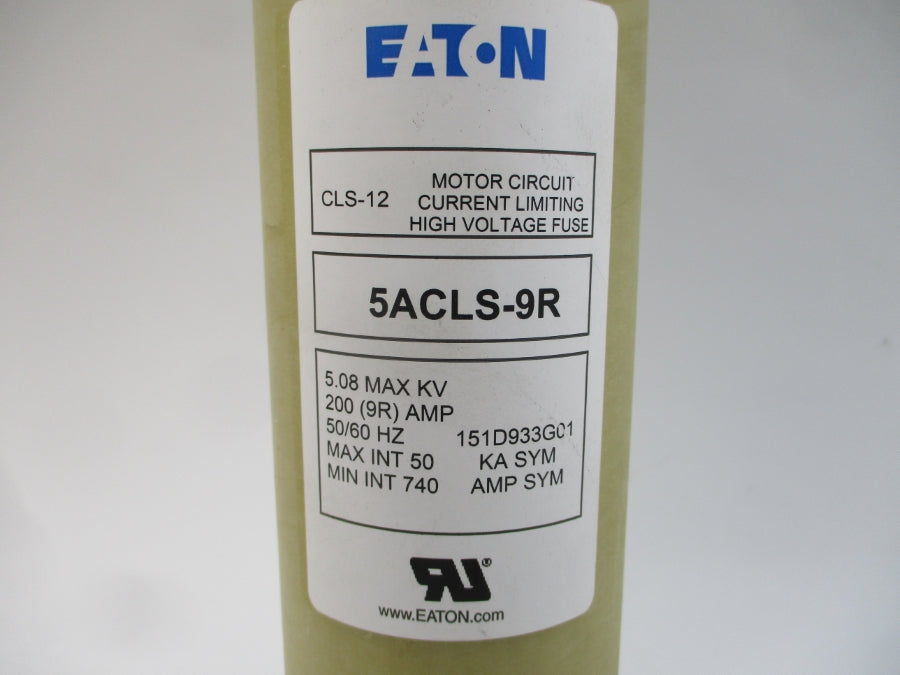 EATON
CLS-12
MOTOR CIRCUIT
CURRENT LIMITING
HIGH VOLTAGE FUSE
5ACLS-9R
5.08 MAX KV
200 (9R) AMP
50/60 HZ 151D933G01
MAX INT 50 KA SYM
MIN INT 740 AMP SYM
RU®
www.EATON.com